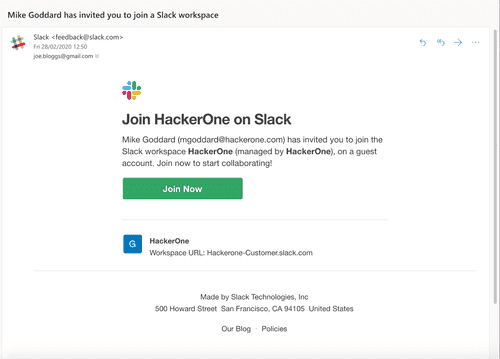 Mike Goddard has invited you to join a Slack workspace
Slack <feedback@slack.com>
Fri 28/02/2020 12:50
joe.bloggs@gmail.com
Join HackerOne on Slack
Mike Goddard (mgoddard@hackerone.com) has invited you to join the
Slack workspace HackerOne (managed by HackerOne), on a guest
account. Join now to start collaborating!
Join Now
G
HackerOne
Workspace URL: Hackerone-Customer.slack.com
Made by Slack Technologies, Inc
500 Howard Street San Francisco, CA 94105 United States
Our Blog · Policies